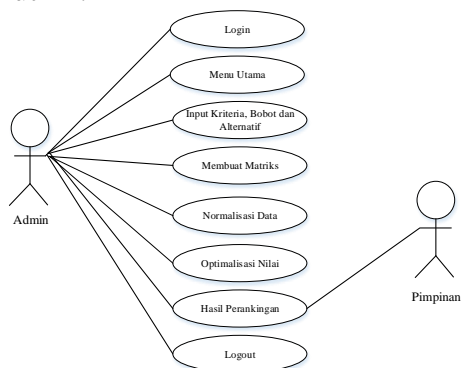 Login
Menu Utama
Input Kriteria, Bobot dan
Alternatif
Membuat Matriks
Admin
Normalisasi Data
Optimalisasi Nilai
Pimpinan
Hasil Perankingan
Logout